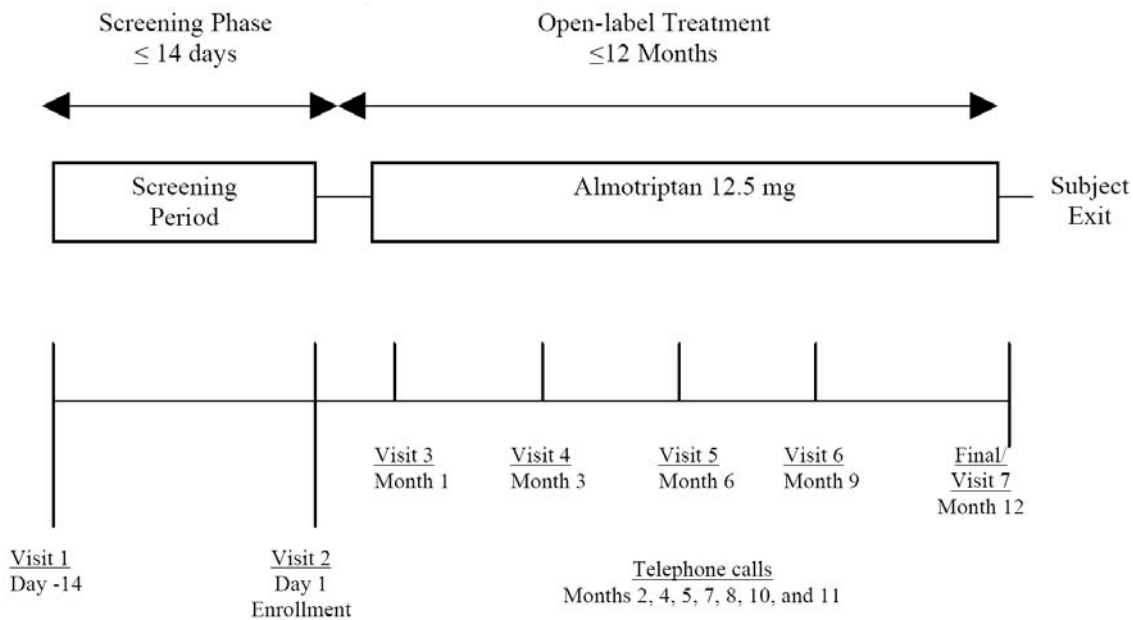 Screening Phase
≤ 14 days
Open-label Treatment
≤12 Months
Screening
Period
Almotriptan 12.5 mg
Subject
Exit
Visit 1
Day -14
Visit 2
Day 1
Enrollment
Visit 3
Month 1
Visit 4
Month 3
Visit 5
Month 6
Visit 6
Month 9
Final/
Visit 7
Month 12
Telephone calls
Months 2, 4, 5, 7, 8, 10, and 11